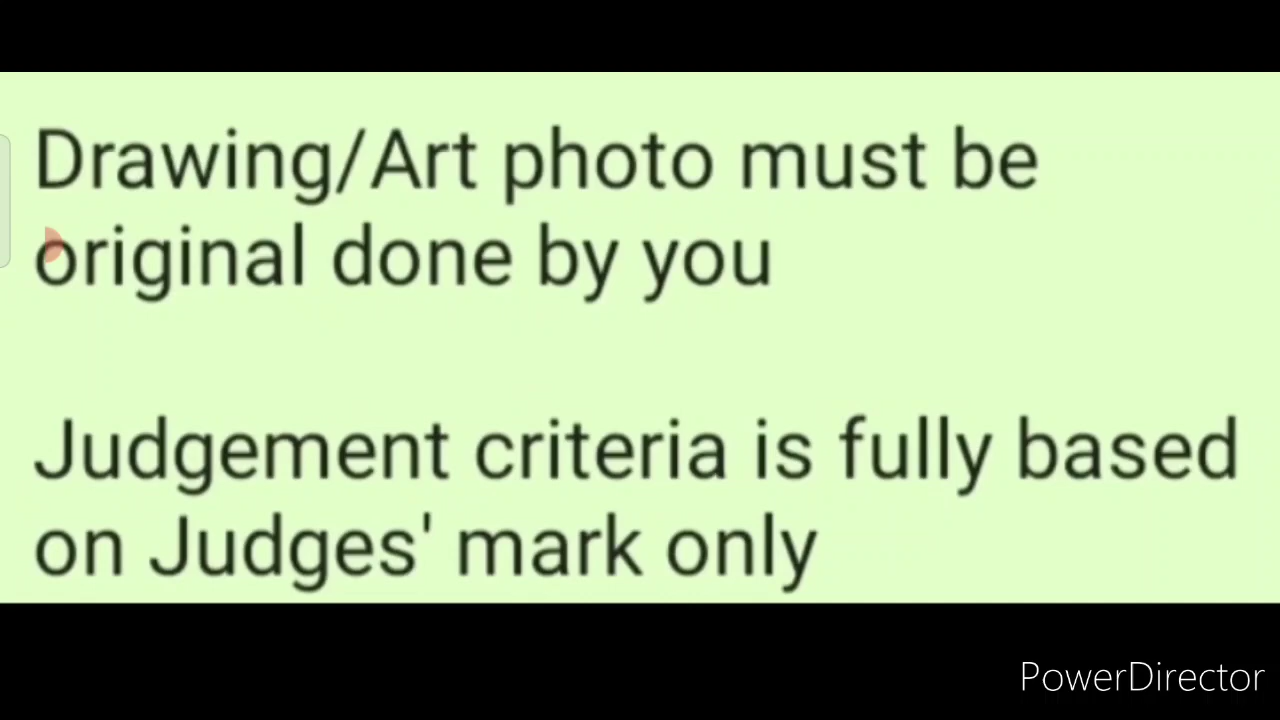 Drawing/Art photo must be
original done by you
Judgement criteria is fully based
on Judges' mark only
PowerDirector